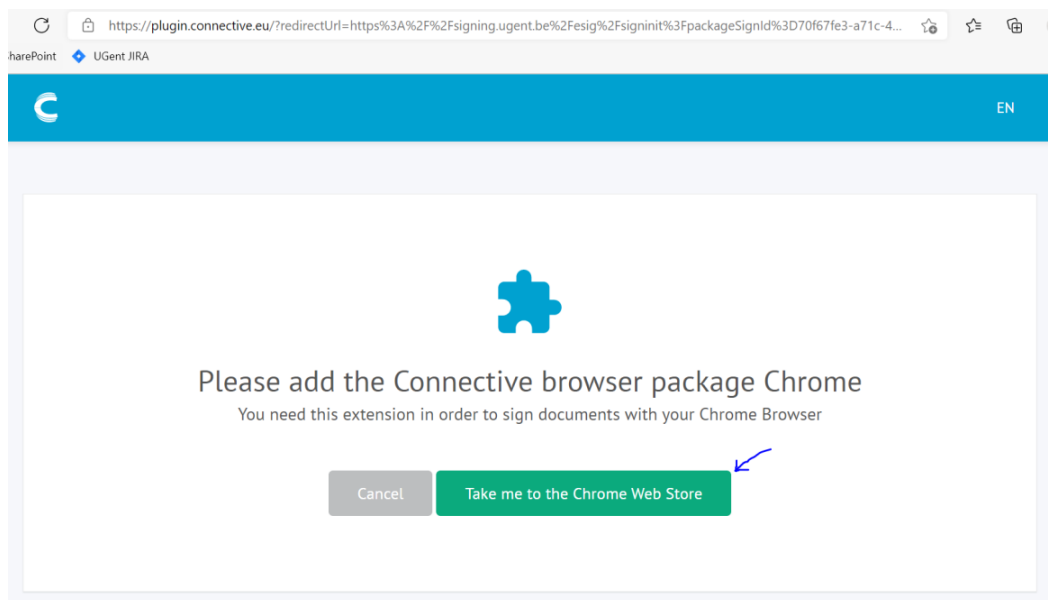 https://plugin.connective.eu/?redirectUrl=https%3A%2F%2Fsigning.ugent.be%2Fesig%2Fsigninit%3FpackageSignId%3D70f67fe3-a71c-4...
harePoint UGent JIRA
EN
Please add the Connective browser package Chrome
You need this extension in order to sign documents with your Chrome Browser
Cancel Take me to the Chrome Web Store